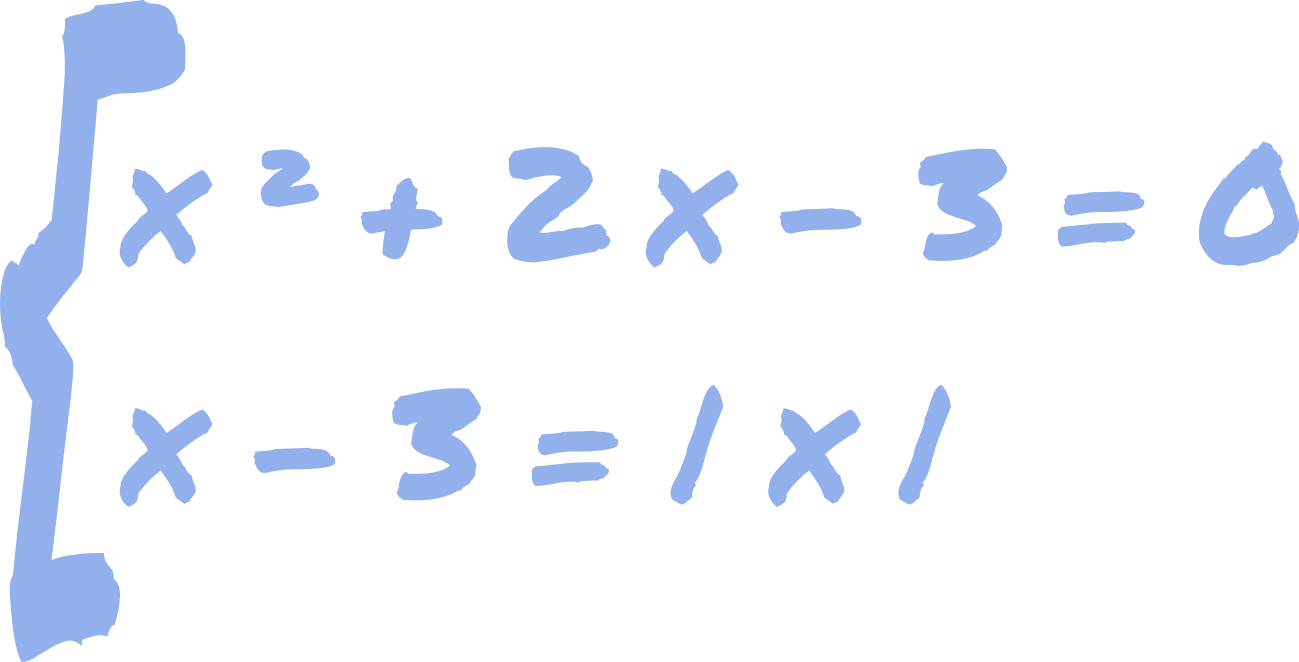 x² + 2x - 3 = 0
x - 3 = |x|